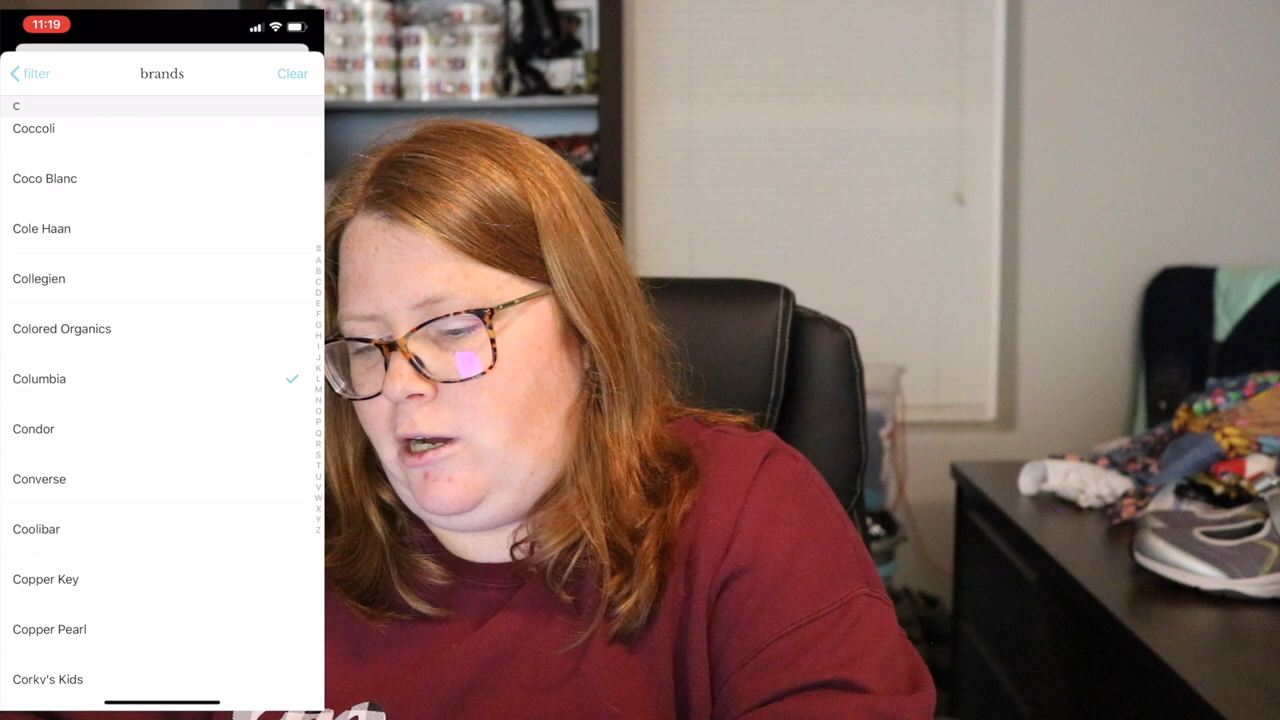 11:19
filter
brands
Clear
C
Coccoli
Coco Blanc
Cole Haan
Collegien
Colored Organics
Columbia
Condor
Converse
Coolibar
Copper Key
Copper Pearl
Corky's Kids
#
A
B
C
D
E
F
G
H
I
J
K
L
M
N
O
P
Q
R
S
T
U
V
W
X
Y
Z